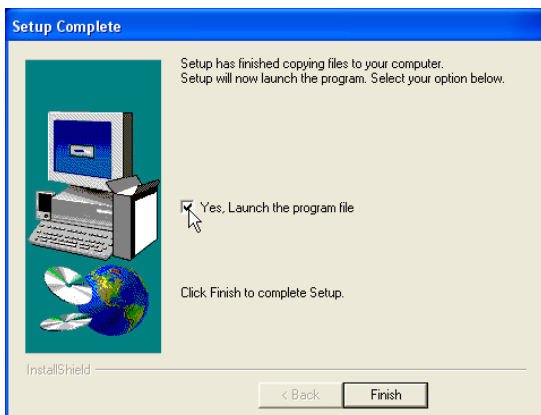 Setup Complete
Setup has finished copying files to your computer.
Setup will now launch the program. Select your option below.
Yes, Launch the program file
Click Finish to complete Setup.
InstallShield
< Back
Finish